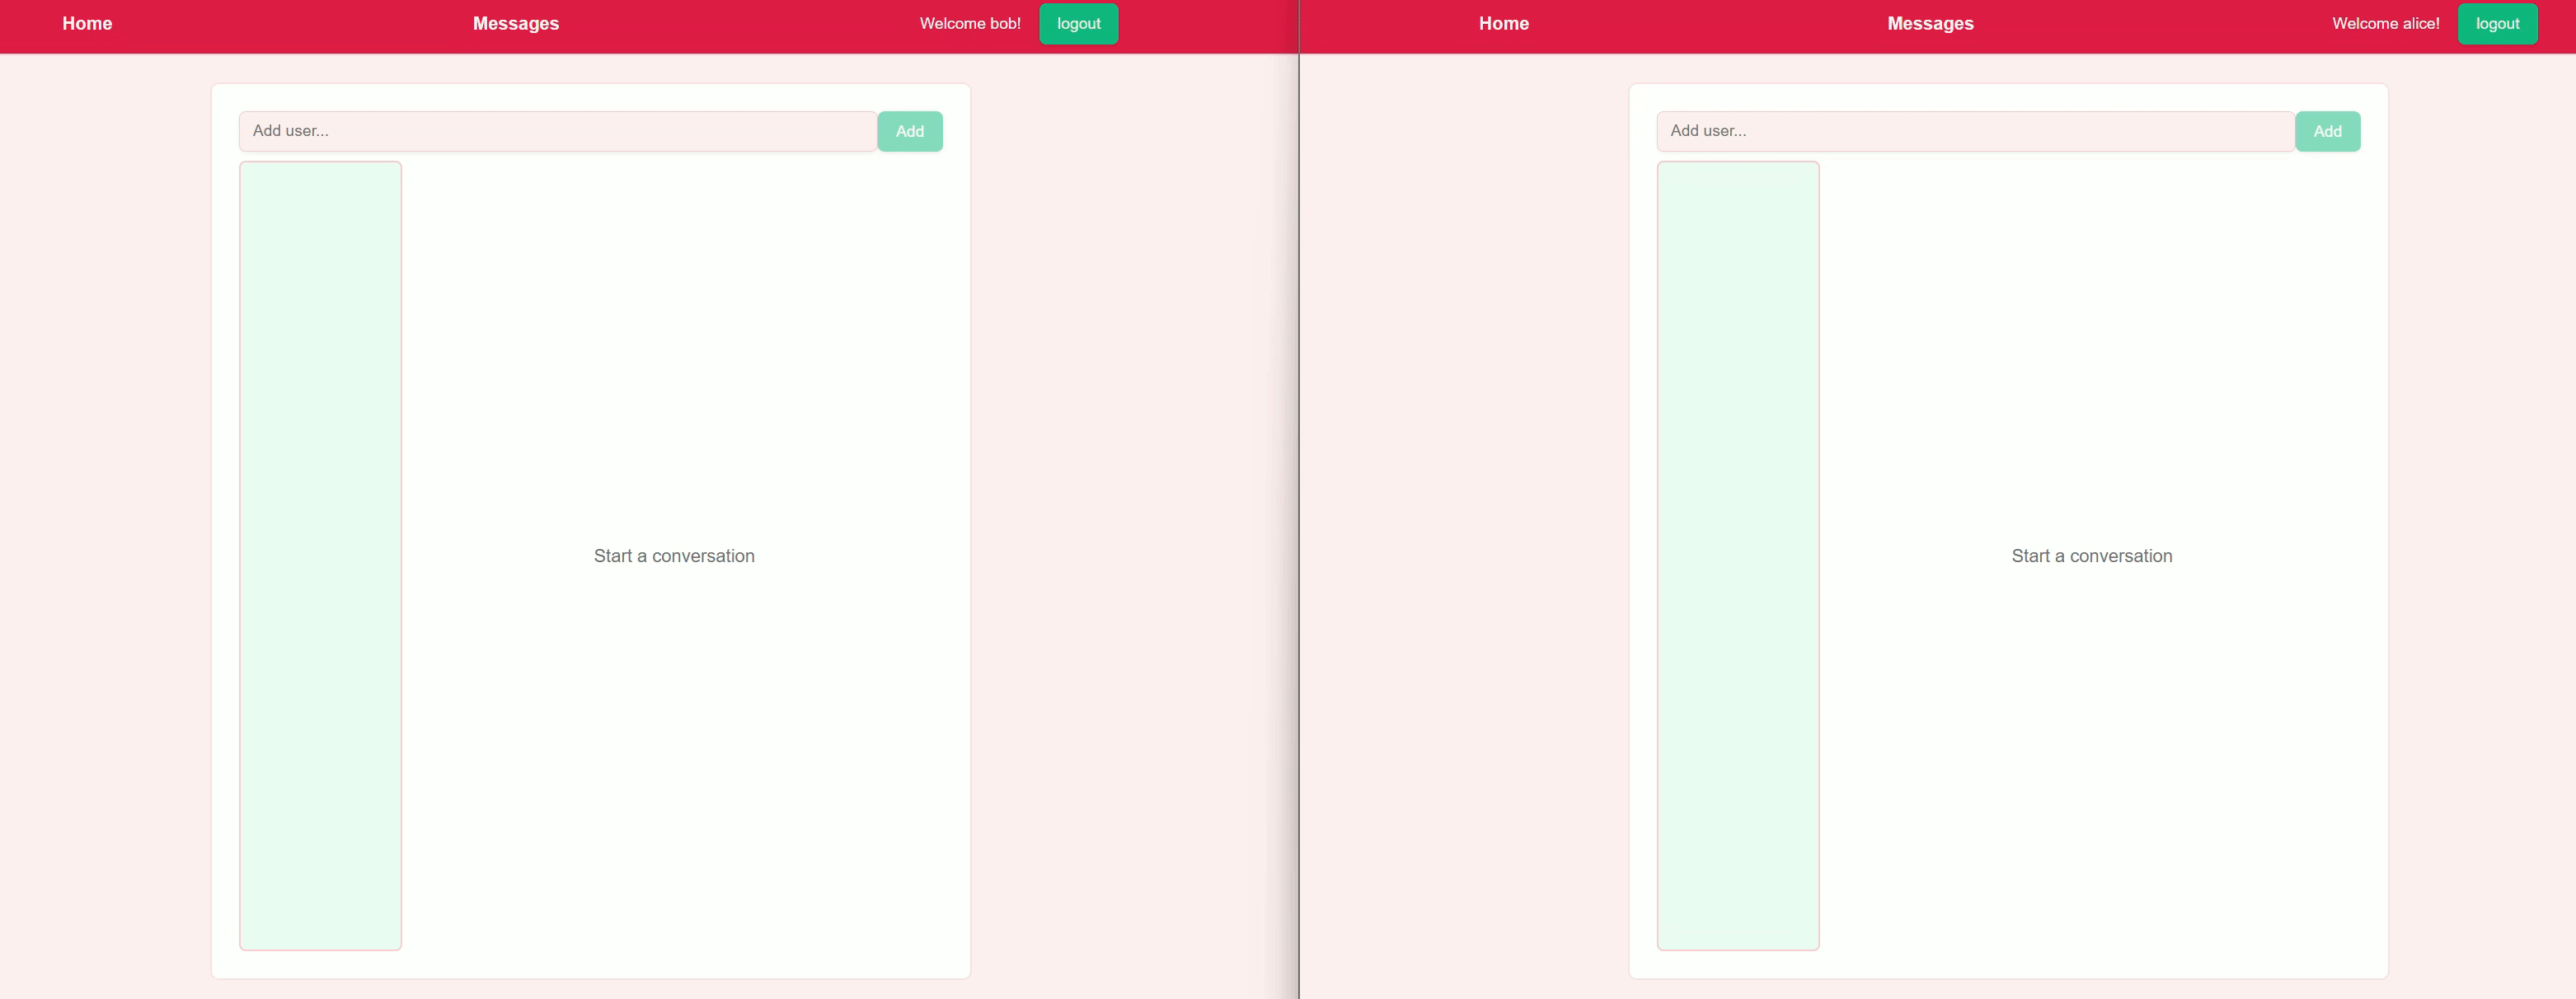 Home Messages Welcome bob! logout
Add user... Add
Start a conversation
Home Messages Welcome alice! logout
Add user... Add
Start a conversation